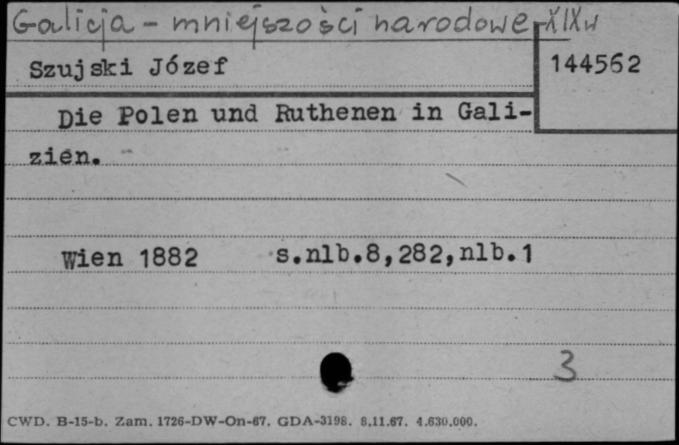 Galicja - mniejszości narodowe - XIX w
Szujski Józef
144562
Die Polen und Ruthenen in Gali-
zien.
Wien 1882 s.nlb.8,282,nlb.1
3
CWD. B-15-b. Zam. 1726-DW-On-67. GDA-3198. 8.11.67. 4.630.000.